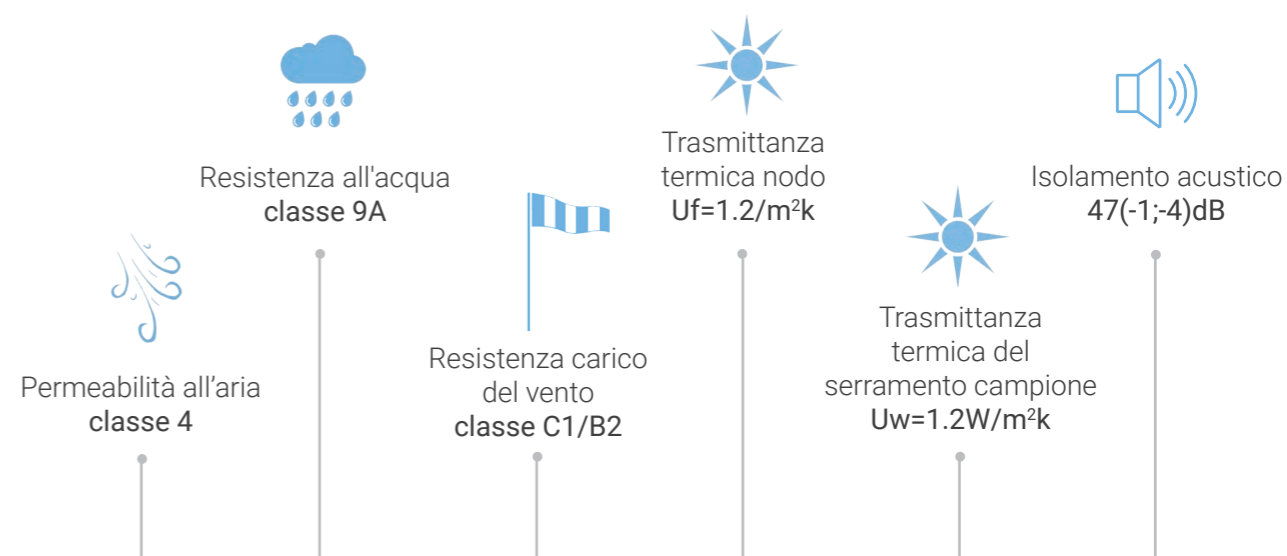 Permeabilità all’aria
classe 4
Resistenza all'acqua
classe 9A
Resistenza carico
del vento
classe C1/B2
Trasmittanza
termica nodo
Uf=1.2/m²k
Trasmittanza
termica del
serramento campione
Uw=1.2W/m²k
Isolamento acustico
47(-1;-4)dB